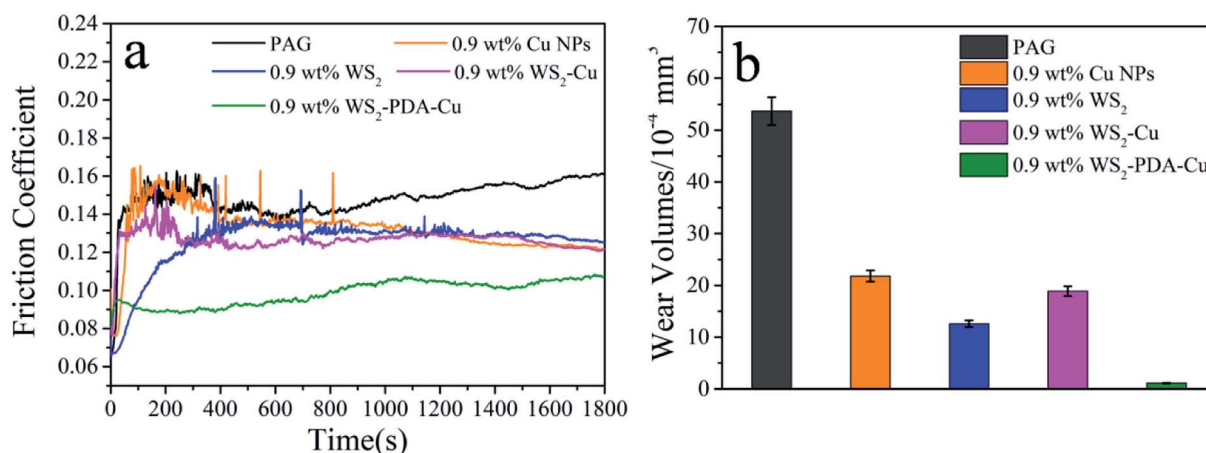 a
PAG
0.9 wt% Cu NPs
0.9 wt% WS₂
0.9 wt% WS₂-Cu
0.9 wt% WS₂-PDA-Cu
Friction Coefficient
0.24
0.22
0.20
0.18
0.16
0.14
0.12
0.10
0.08
0.06
0 200 400 600 800 1000 1200 1400 1600 1800
Time(s)
b
PAG
0.9 wt% Cu NPs
0.9 wt% WS₂
0.9 wt% WS₂-Cu
0.9 wt% WS₂-PDA-Cu
Wear Volumes/10⁻⁴ mm³
70
60
50
40
30
20
10
0